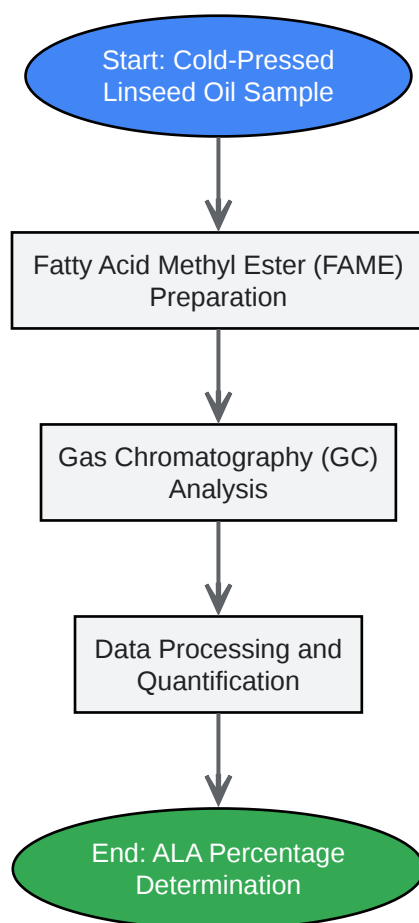 Start: Cold-Pressed
Linseed Oil Sample
Fatty Acid Methyl Ester (FAME)
Preparation
Gas Chromatography (GC)
Analysis
Data Processing and
Quantification
End: ALA Percentage
Determination